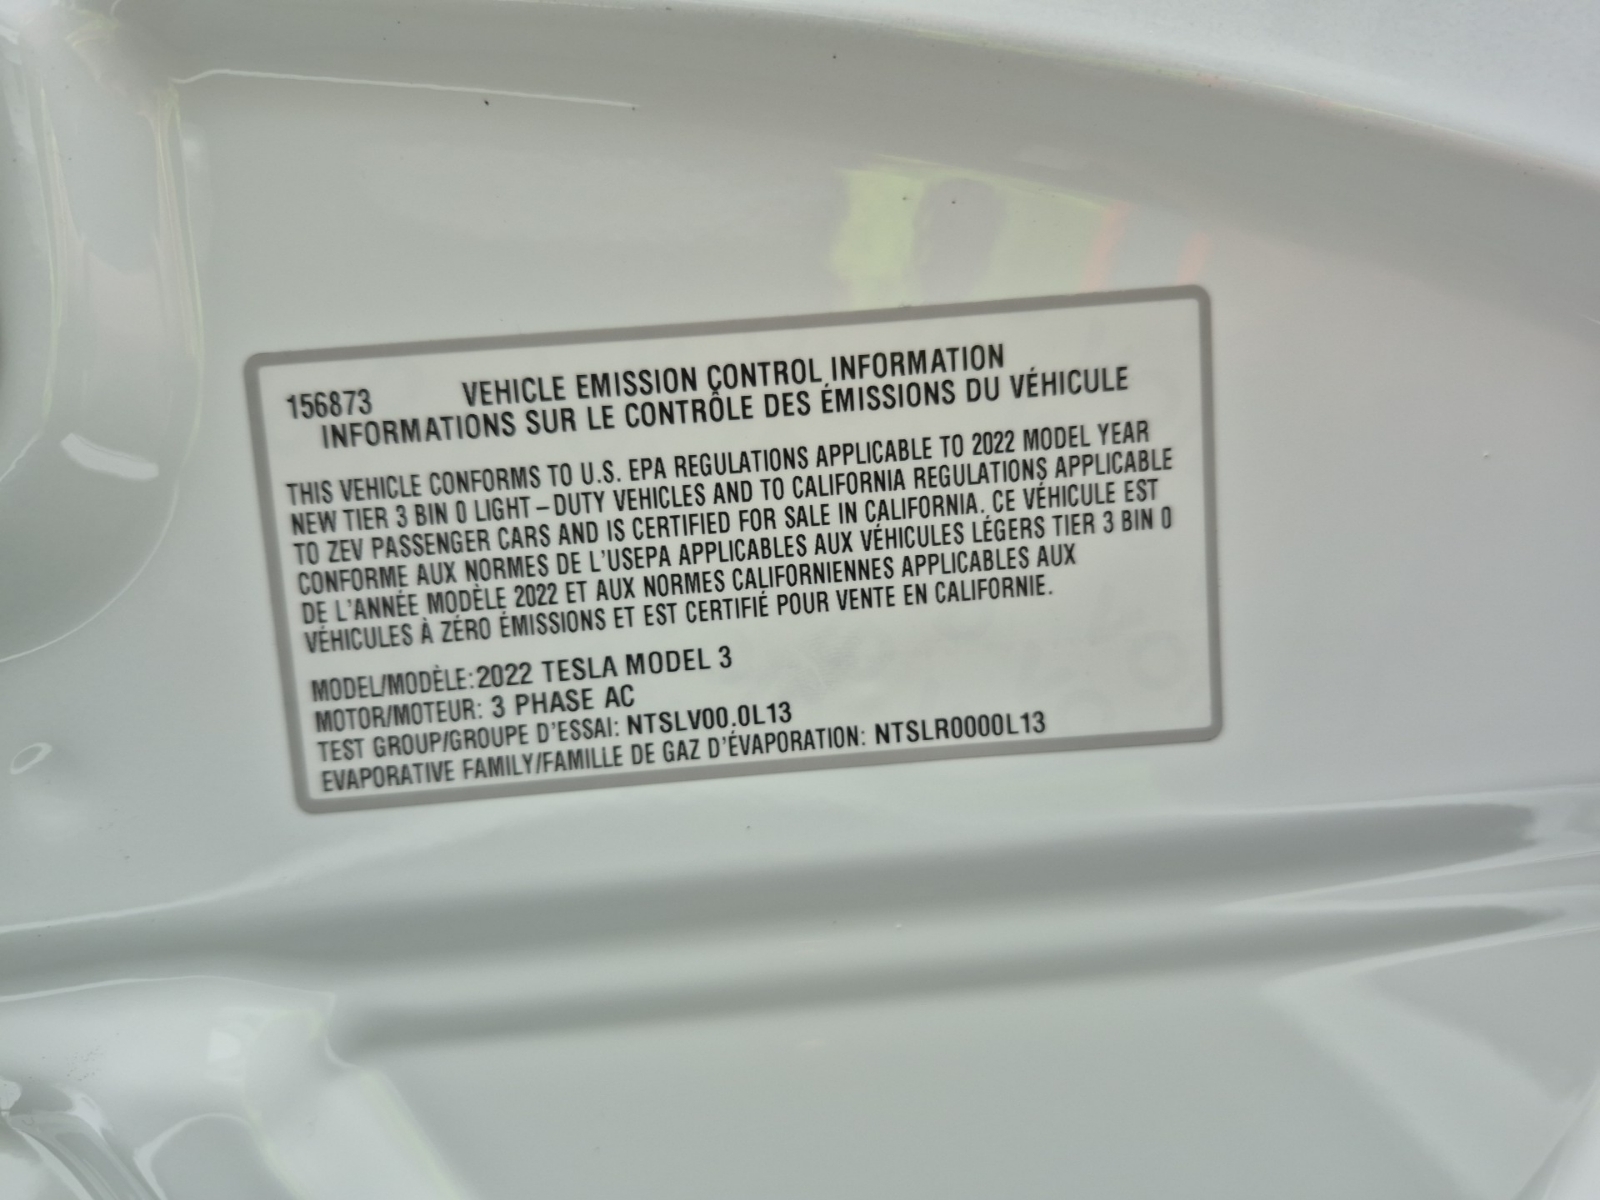 156873 VEHICLE EMISSION CONTROL INFORMATION
INFORMATIONS SUR LE CONTRÔLE DES ÉMISSIONS DU VÉHICULE
THIS VEHICLE CONFORMS TO U.S. EPA REGULATIONS APPLICABLE TO 2022 MODEL YEAR
NEW TIER 3 BIN 0 LIGHT-DUTY VEHICLES AND TO CALIFORNIA REGULATIONS APPLICABLE
TO ZEV PASSENGER CARS AND IS CERTIFIED FOR SALE IN CALIFORNIA. CE VÉHICULE EST
CONFORME AUX NORMES DE L'USEPA APPLICABLES AUX VÉHICULES LÉGERS TIER 3 BIN 0
DE L'ANNÉE MODÈLE 2022 ET AUX NORMES CALIFORNIENNES APPLICABLES AUX
VÉHICULES À ZÉRO ÉMISSIONS ET EST CERTIFIÉ POUR VENTE EN CALIFORNIE.
MODEL/MODÈLE: 2022 TESLA MODEL 3
MOTOR/MOTEUR: 3 PHASE AC
TEST GROUP/GROUPE D'ESSAI: NTSLV00.0L13
EVAPORATIVE FAMILY/FAMILLE DE GAZ D'ÉVAPORATION: NTSLR0000L13